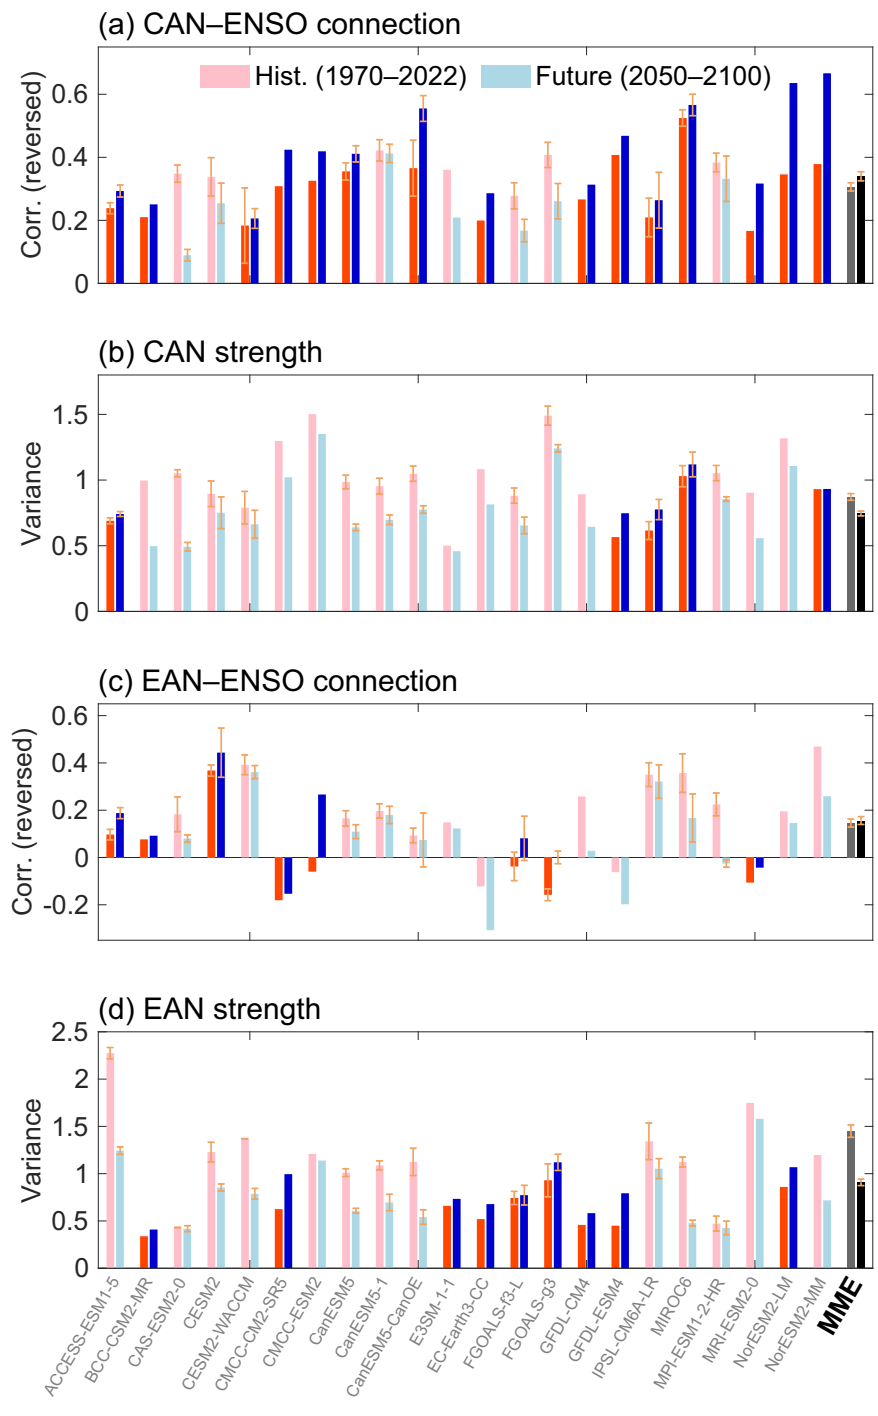 (a) CAN–ENSO connection
Hist. (1970–2022)
Future (2050–2100)
Corr. (reversed)
0.6
0.4
0.2
0
(b) CAN strength
Variance
1.5
1
0.5
0
(c) EAN–ENSO connection
Corr. (reversed)
0.6
0.4
0.2
0
-0.2
(d) EAN strength
Variance
2.5
2
1.5
1
0.5
0
ACCESS-ESM1-5
BCC-CSM2-MR
CAS-ESM2-0
CESM2
CESM2-WACCM
CMCC-CM2-SR5
CMCC-ESM2
CanESM5
CanESM5-1
CanESM5-CanOE
E3SM-1-1
EC-Earth3-CC
FGOALS-f3-L
FGOALS-g3
GFDL-CM4
GFDL-ESM4
IPSL-CM6A-LR
MIROC6
MPI-ESM1-2-HR
MRI-ESM2-0
NorESM2-LM
NorESM2-MM
MME